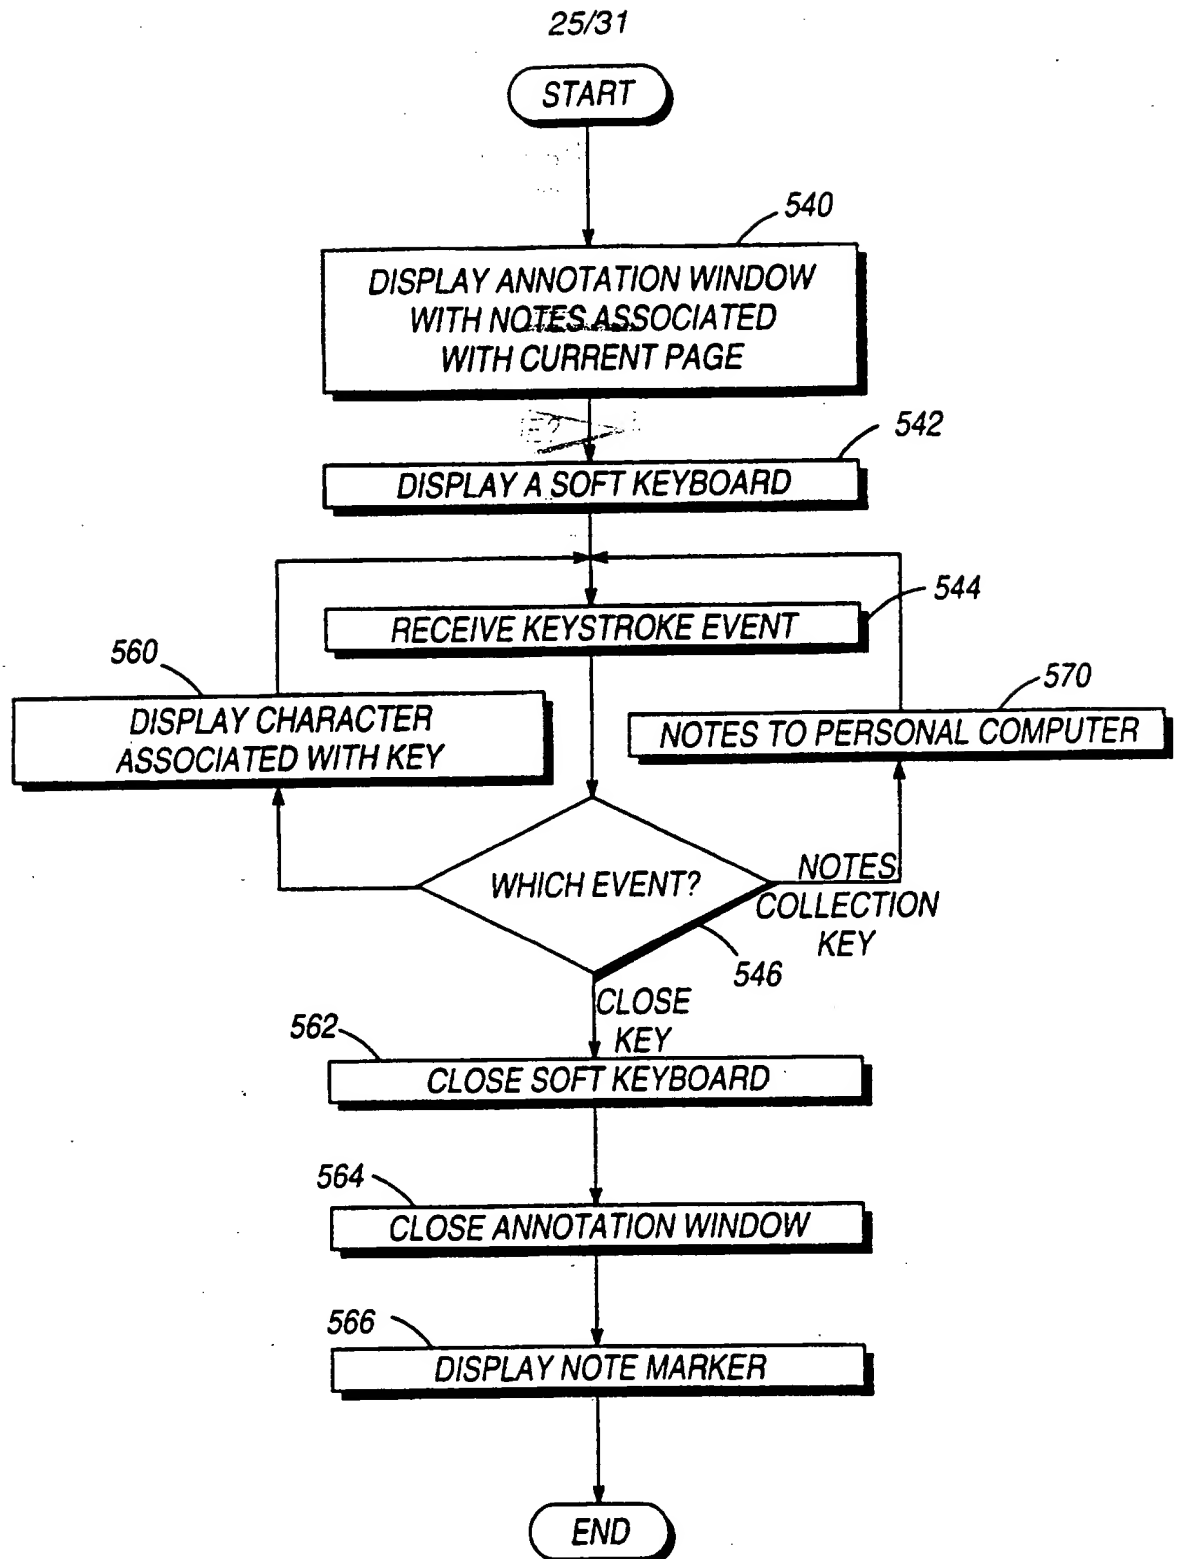 25/31
START
540
DISPLAY ANNOTATION WINDOW
WITH NOTES ASSOCIATED
WITH CURRENT PAGE
542
DISPLAY A SOFT KEYBOARD
544
RECEIVE KEYSTROKE EVENT
560
DISPLAY CHARACTER
ASSOCIATED WITH KEY
570
NOTES TO PERSONAL COMPUTER
WHICH EVENT?
NOTES
COLLECTION
KEY
546
CLOSE
KEY
562
CLOSE SOFT KEYBOARD
564
CLOSE ANNOTATION WINDOW
566
DISPLAY NOTE MARKER
END